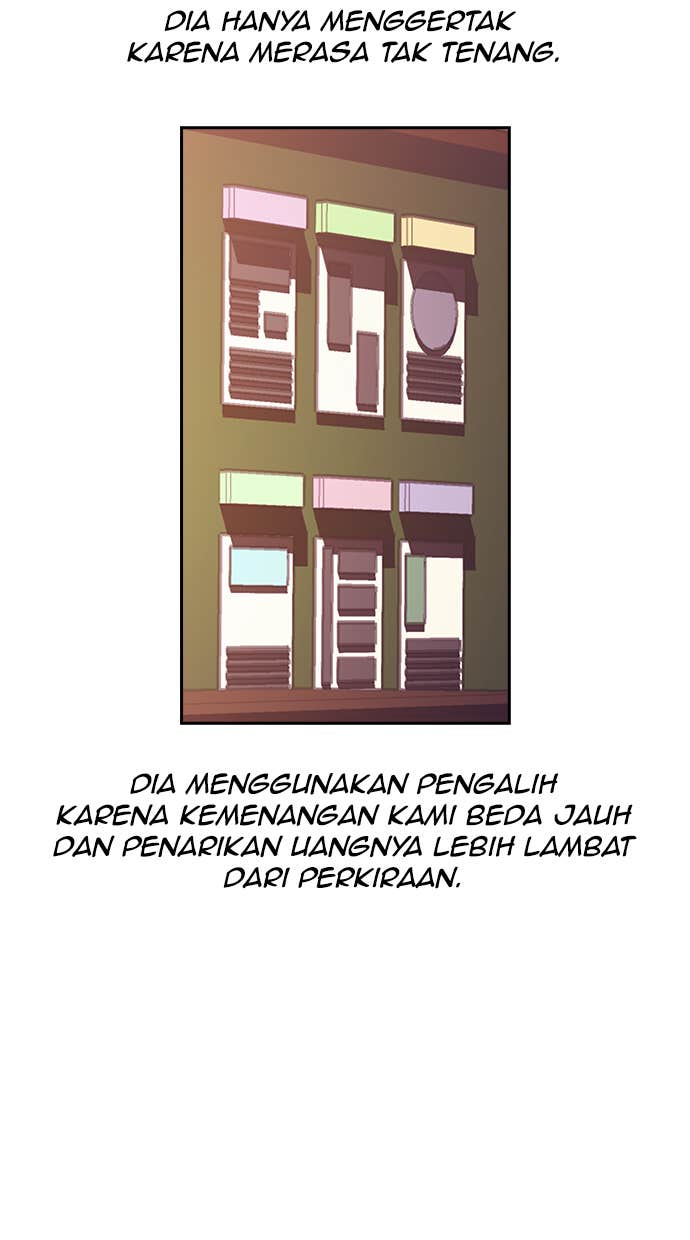 DIA HANYA MENGGERTAK
KARENA MERASA TAK TENANG.
DIA MENGGUNAKAN PENGALIH
KARENA KEMENANGAN KAMI BEDA JAUH
DAN PENARIKAN UANGNYA LEBIH LAMBAT
DARI PERKIRAAN.